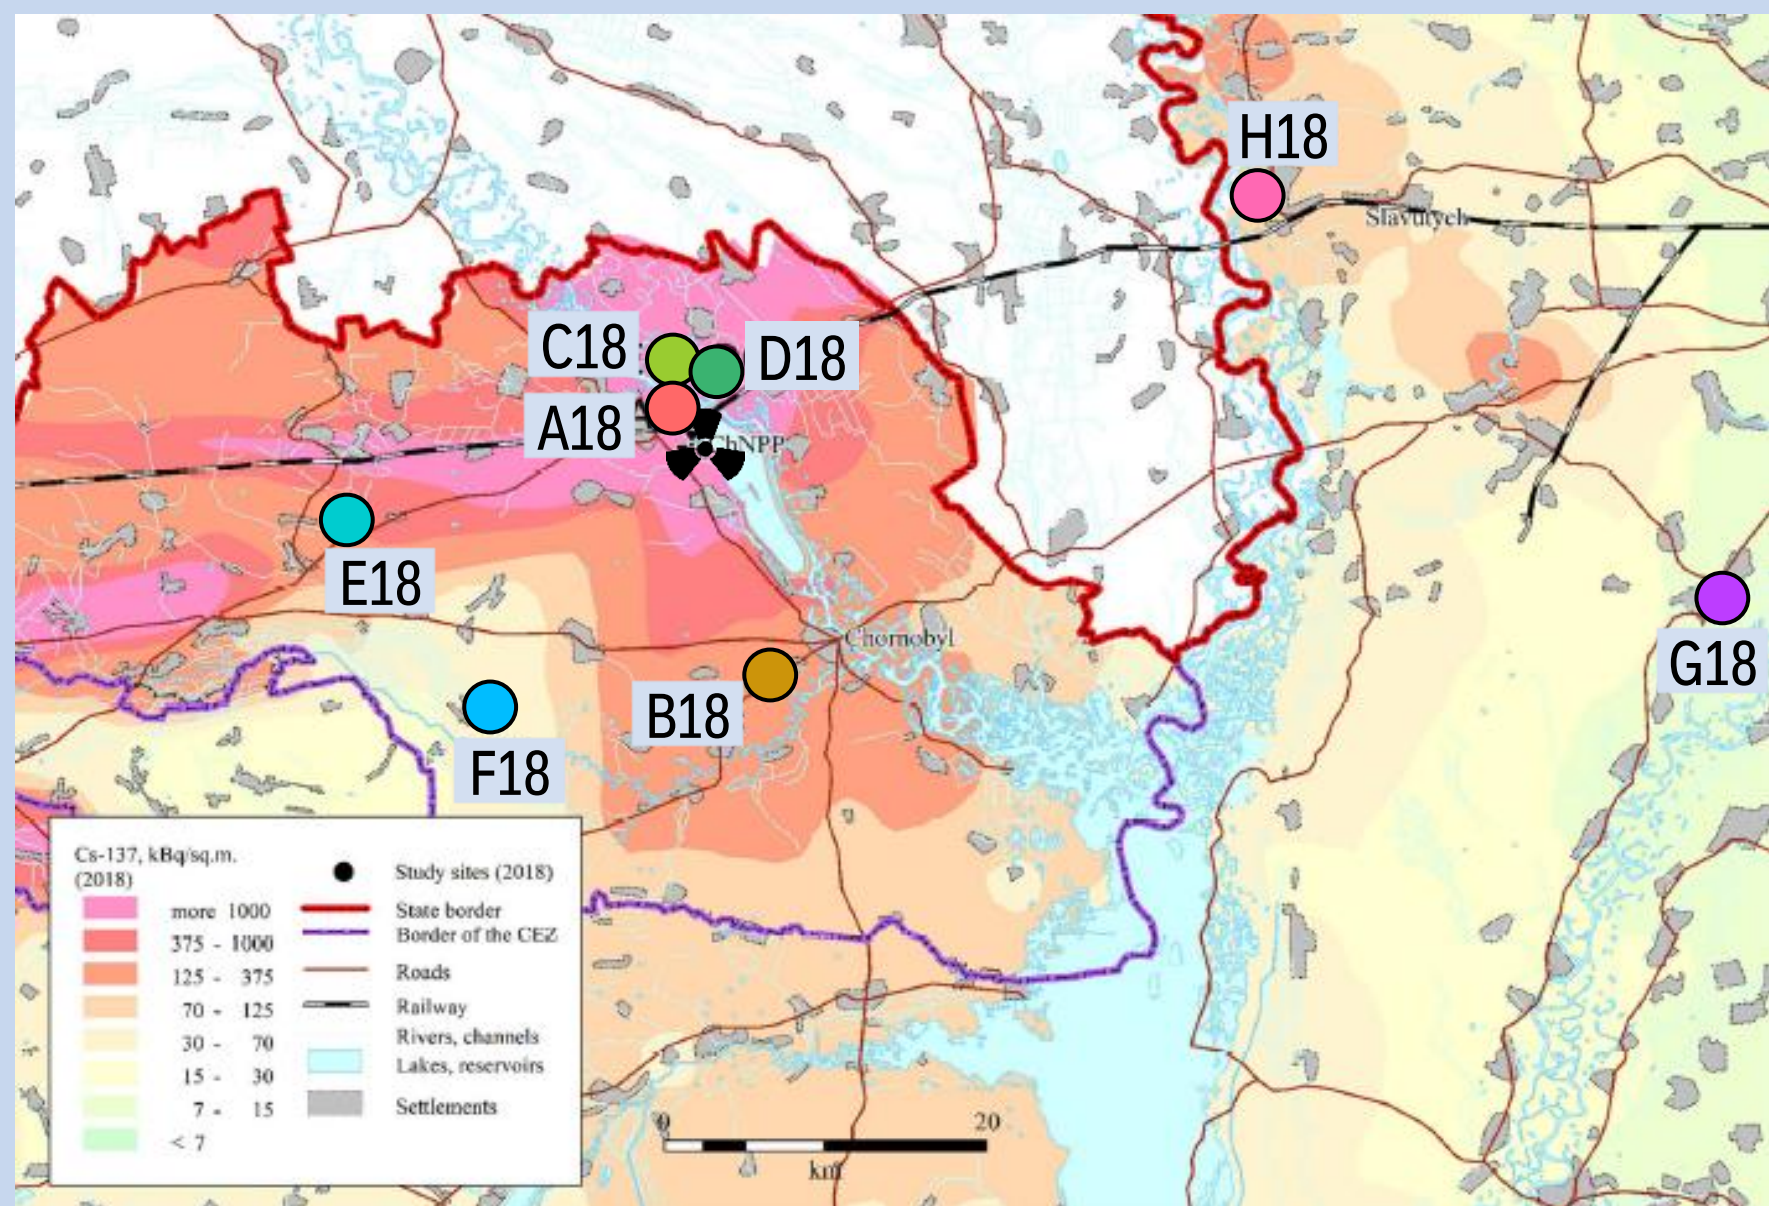 H18
Slavutych
C18
D18
A18
ChNPP
E18
Chornobyl
G18
B18
F18
Cs-137, kBq/sq.m.
(2018)
more 1000
375 - 1000
125 - 375
70 - 125
30 - 70
15 - 30
7 - 15
< 7
Study sites (2018)
State border
Border of the CEZ
Roads
Railway
Rivers, channels
Lakes, reservoirs
Settlements
0 20
km